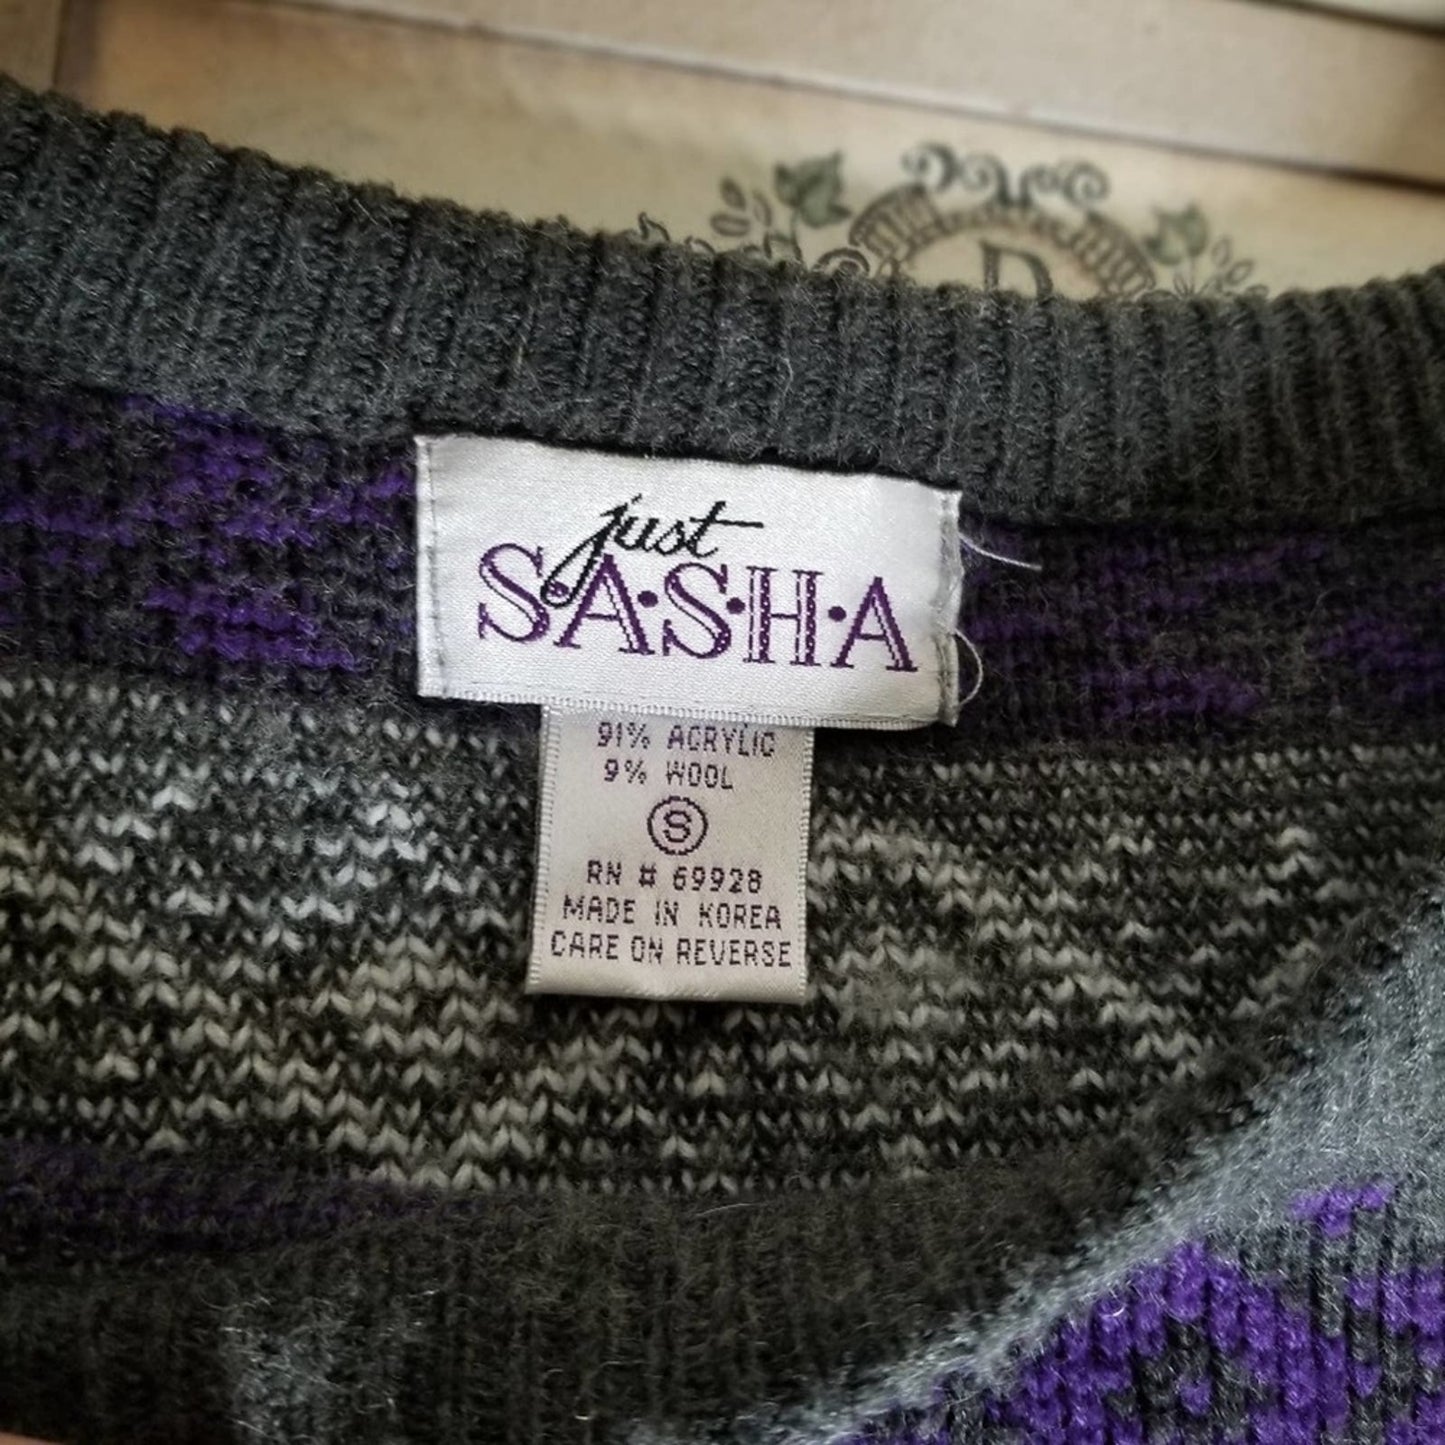 D
just
S·A·S·H·A
91% ACRYLIC
9% WOOL
S
RN # 69928
MADE IN KOREA
CARE ON REVERSE